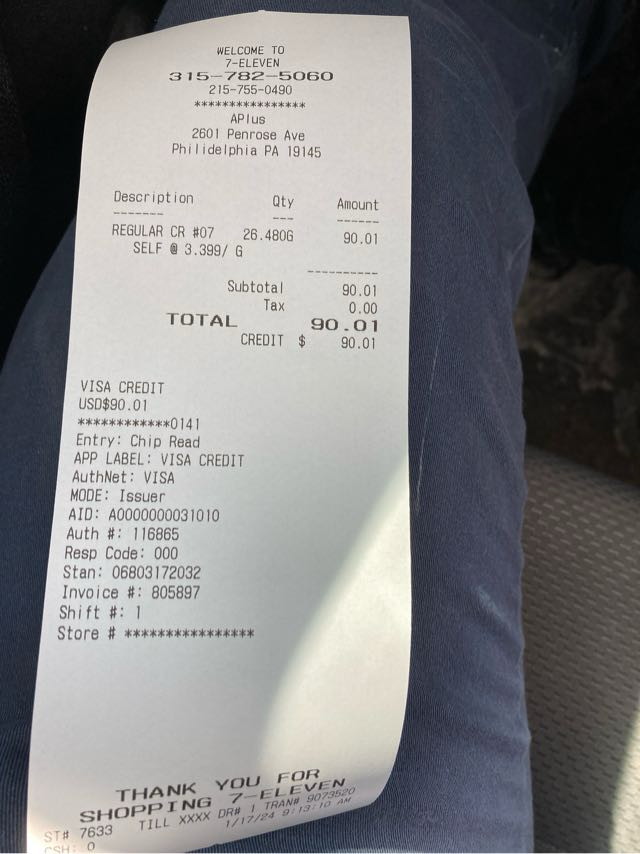 WELCOME TO
7-ELEVEN
315-782-5060
215-755-0490
****************
APlus
2601 Penrose Ave
Philidelphia PA 19145
Description Qty Amount
------- --- ------
REGULAR CR #07 26.480G 90.01
SELF @ 3.399/ G
----------
Subtotal 90.01
Tax 0.00
TOTAL 90.01
CREDIT $ 90.01
VISA CREDIT
USD$90.01
************0141
Entry: Chip Read
APP LABEL: VISA CREDIT
AuthNet: VISA
MODE: Issuer
AID: A0000000031010
Auth #: 116865
Resp Code: 000
Stan: 06803172032
Invoice #: 805897
Shift #: 1
Store # ****************
THANK YOU FOR
SHOPPING 7-ELEVEN
ST# 7633 TILL XXXX DR# 1 TRAN# 9073520
CSH: 0 1/17/24 9:13:10 AM